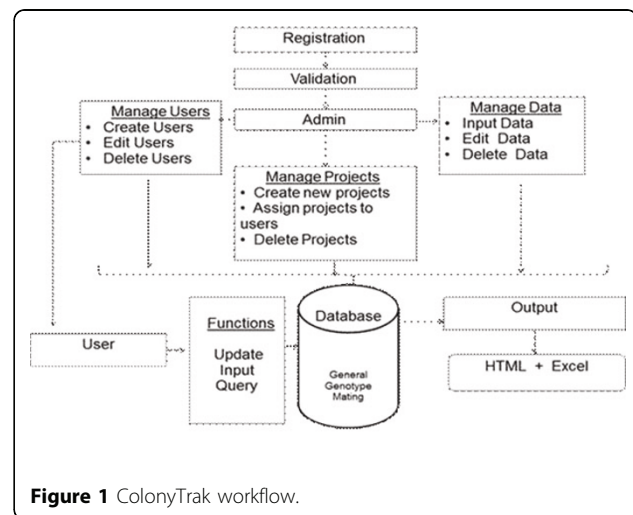 Registration
Validation
Admin
Manage Users
• Create Users
• Edit Users
• Delete Users
Manage Data
• Input Data
• Edit Data
• Delete Data
Manage Projects
• Create new projects
• Assign projects to
users
• Delete Projects
User
Functions
Update
Input
Query
Database
General
Genotype
Mating
Output
HTML + Excel
Figure 1 ColonyTrak workflow.